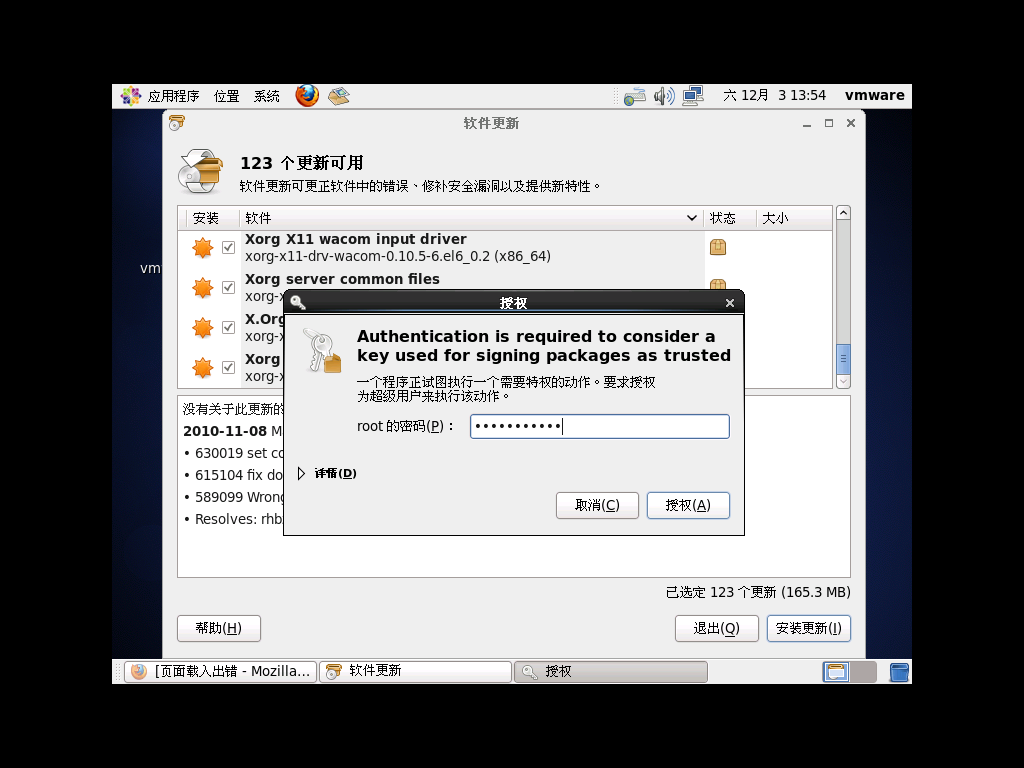 应用程序 位置 系统 六 12月 3 13:54 vmware
软件更新
123 个更新可用
软件更新可更正软件中的错误、修补安全漏洞以及提供新特性。
安装 软件 状态 大小
Xorg X11 wacom input driver
xorg-x11-drv-wacom-0.10.5-6.el6_0.2 (x86_64)
Xorg server common files
xorg-x
X.Org
xorg-x
Xorg
xorg-x
vm
授权
Authentication is required to consider a
key used for signing packages as trusted
一个程序正试图执行一个需要特权的动作。要求授权
为超级用户来执行该动作。
root 的密码(P)： •••••••••••
详情(D)
取消(C) 授权(A)
没有关于此更新的
2010-11-08 M
• 630019 set co
• 615104 fix do
• 589099 Wrong
• Resolves: rhb
已选定 123 个更新 (165.3 MB)
帮助(H) 退出(Q) 安装更新(I)
[页面载入出错 - Mozilla... 软件更新 授权